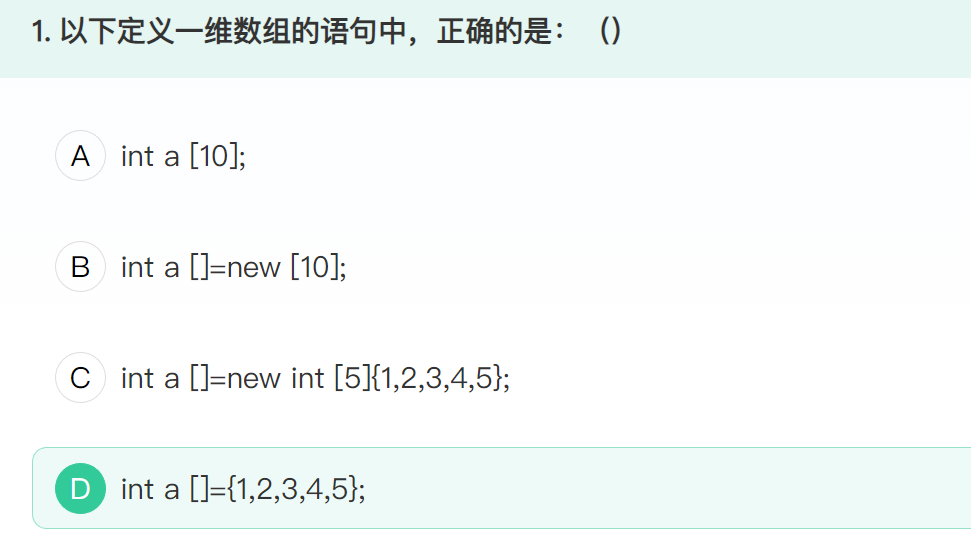 1. 以下定义一维数组的语句中，正确的是： ()
A int a [10];
B int a []=new [10];
C int a []=new int [5]{1,2,3,4,5};
D int a []={1,2,3,4,5};